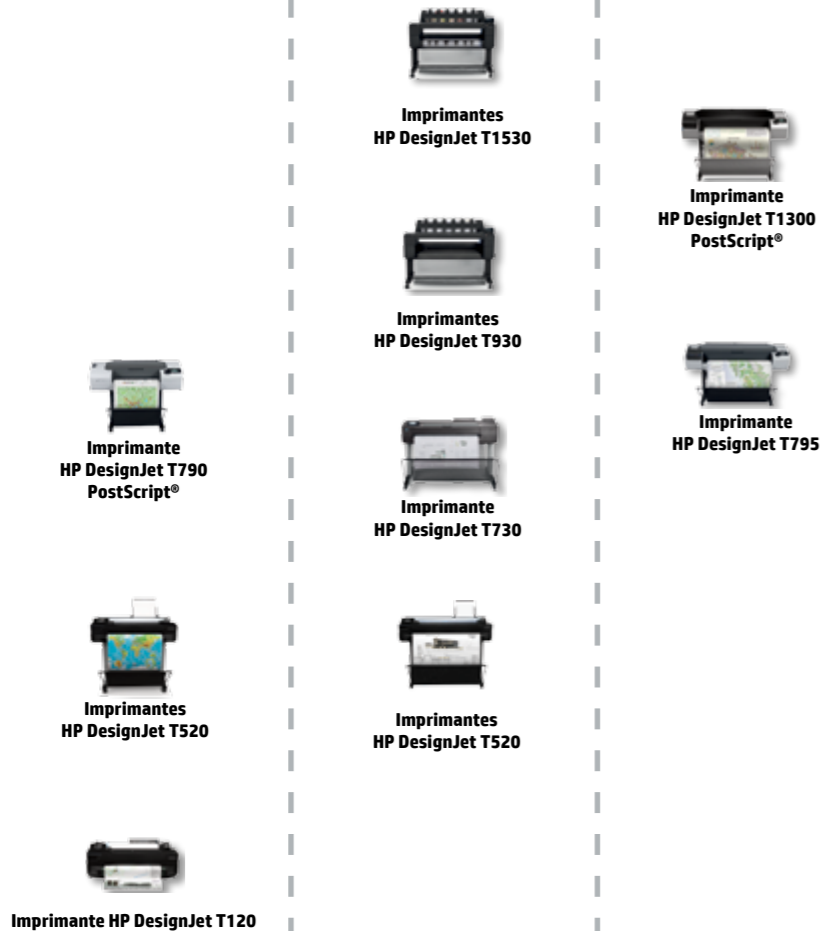 Imprimantes
HP DesignJet T1530
Imprimante
HP DesignJet T1300
PostScript®
Imprimantes
HP DesignJet T930
Imprimante
HP DesignJet T795
Imprimante
HP DesignJet T790
PostScript®
Imprimante
HP DesignJet T730
Imprimantes
HP DesignJet T520
Imprimantes
HP DesignJet T520
Imprimante HP DesignJet T120